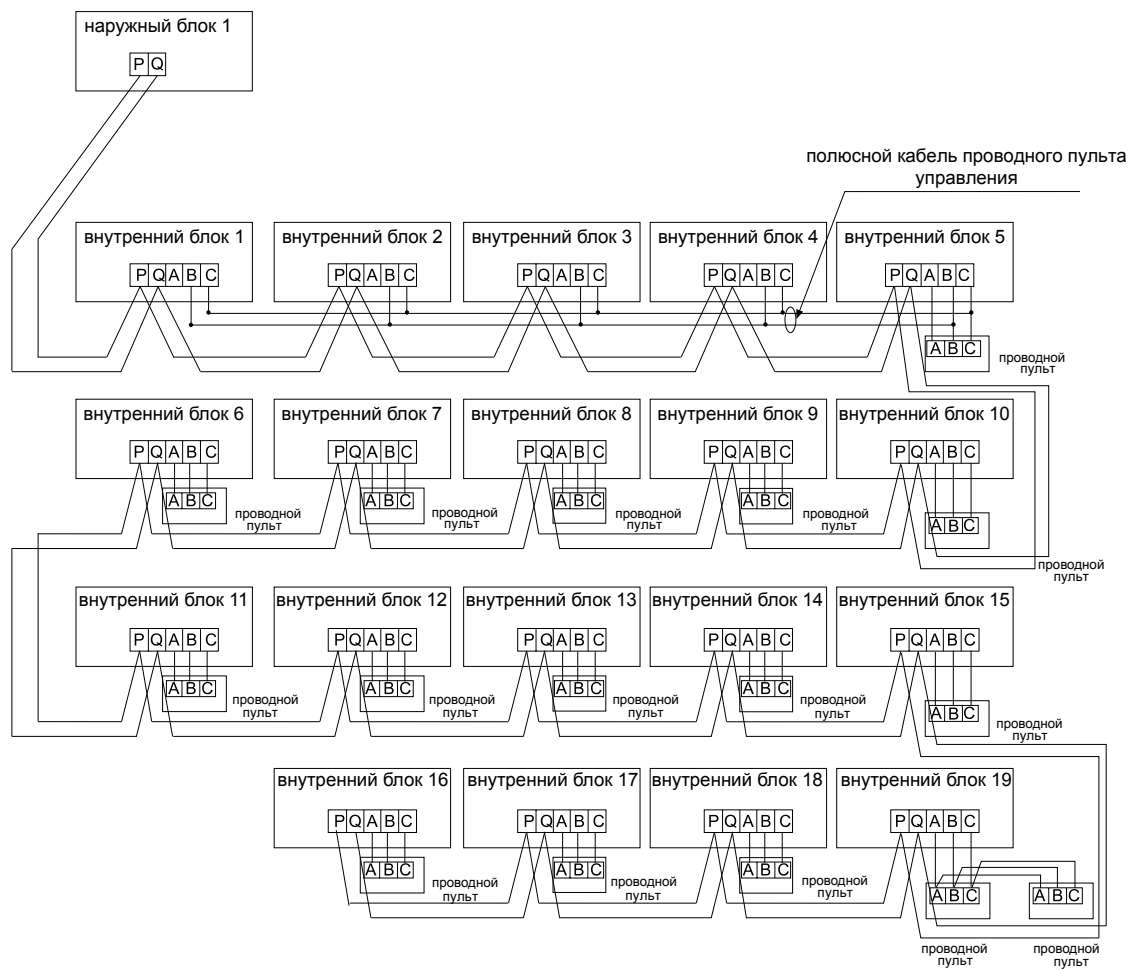 наружный блок 1
P Q
полюсной кабель проводного пульта
управления
внутренний блок 1
внутренний блок 2
внутренний блок 3
внутренний блок 4
внутренний блок 5
P Q A B C
P Q A B C
P Q A B C
P Q A B C
P Q A B C
A B C
проводной
пульт
внутренний блок 6
внутренний блок 7
внутренний блок 8
внутренний блок 9
внутренний блок 10
P Q A B C
P Q A B C
P Q A B C
P Q A B C
P Q A B C
A B C
проводной
пульт
A B C
проводной
пульт
A B C
проводной
пульт
A B C
проводной
пульт
A B C
проводной
пульт
внутренний блок 11
внутренний блок 12
внутренний блок 13
внутренний блок 14
внутренний блок 15
P Q A B C
P Q A B C
P Q A B C
P Q A B C
P Q A B C
A B C
проводной
пульт
A B C
проводной
пульт
A B C
проводной
пульт
A B C
проводной
пульт
A B C
проводной
пульт
внутренний блок 16
внутренний блок 17
внутренний блок 18
внутренний блок 19
P Q A B C
P Q A B C
P Q A B C
P Q A B C
A B C
проводной
пульт
A B C
проводной
пульт
A B C
проводной
пульт
A B C
A B C
проводной
пульт
проводной
пульт